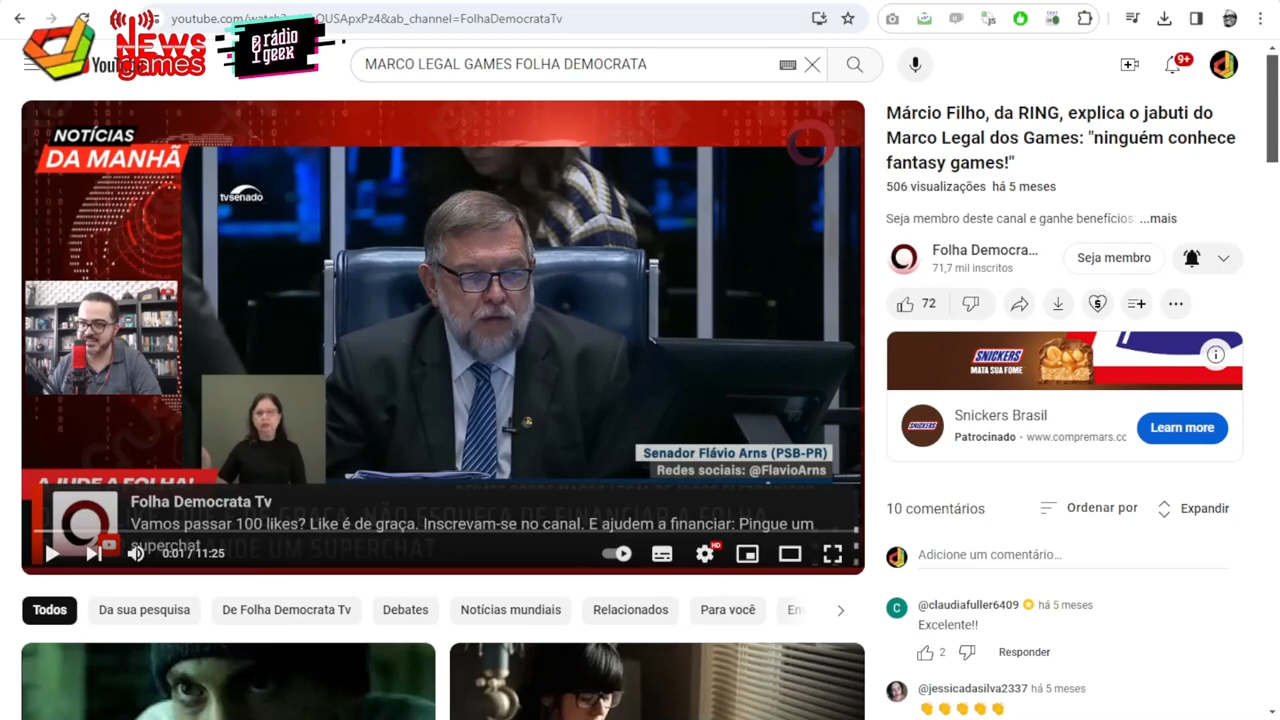 youtube.com/watch?
QUSApxPz4&ab_channel=FolhaDemocrataTv
NEWS
games
rádio
geek
MARCO LEGAL GAMES FOLHA DEMOCRATA
9+
NOTÍCIAS
DA MANHÃ
tvsenado
Senador Flávio Arns (PSB-PR)
Redes sociais: @FlavioArns
AJUDE A FOLHA!
Folha Democrata Tv
Vamos passar 100 likes? Like é de graça. Inscrevam-se no canal. E ajudem a financiar: Pingue um
superchat
0:01 / 11:25
HD
Márcio Filho, da RING, explica o jabuti do
Marco Legal dos Games: "ninguém conhece
fantasy games!"
506 visualizações há 5 meses
Seja membro deste canal e ganhe benefícios. ...mais
Folha Democra...
71,7 mil inscritos
Seja membro
72
SNICKERS
MATA SUA FOME
SNICKERS
Snickers Brasil
Patrocinado · www.compremars.cc
Learn more
10 comentários
Ordenar por
Expandir
Adicione um comentário...
C
@claudiafuller6409 há 5 meses
Excelente!!
2
Responder
@jessicadasilva2337 há 5 meses
👏👏👏👏👏
Todos
Da sua pesquisa
De Folha Democrata Tv
Debates
Notícias mundiais
Relacionados
Para você